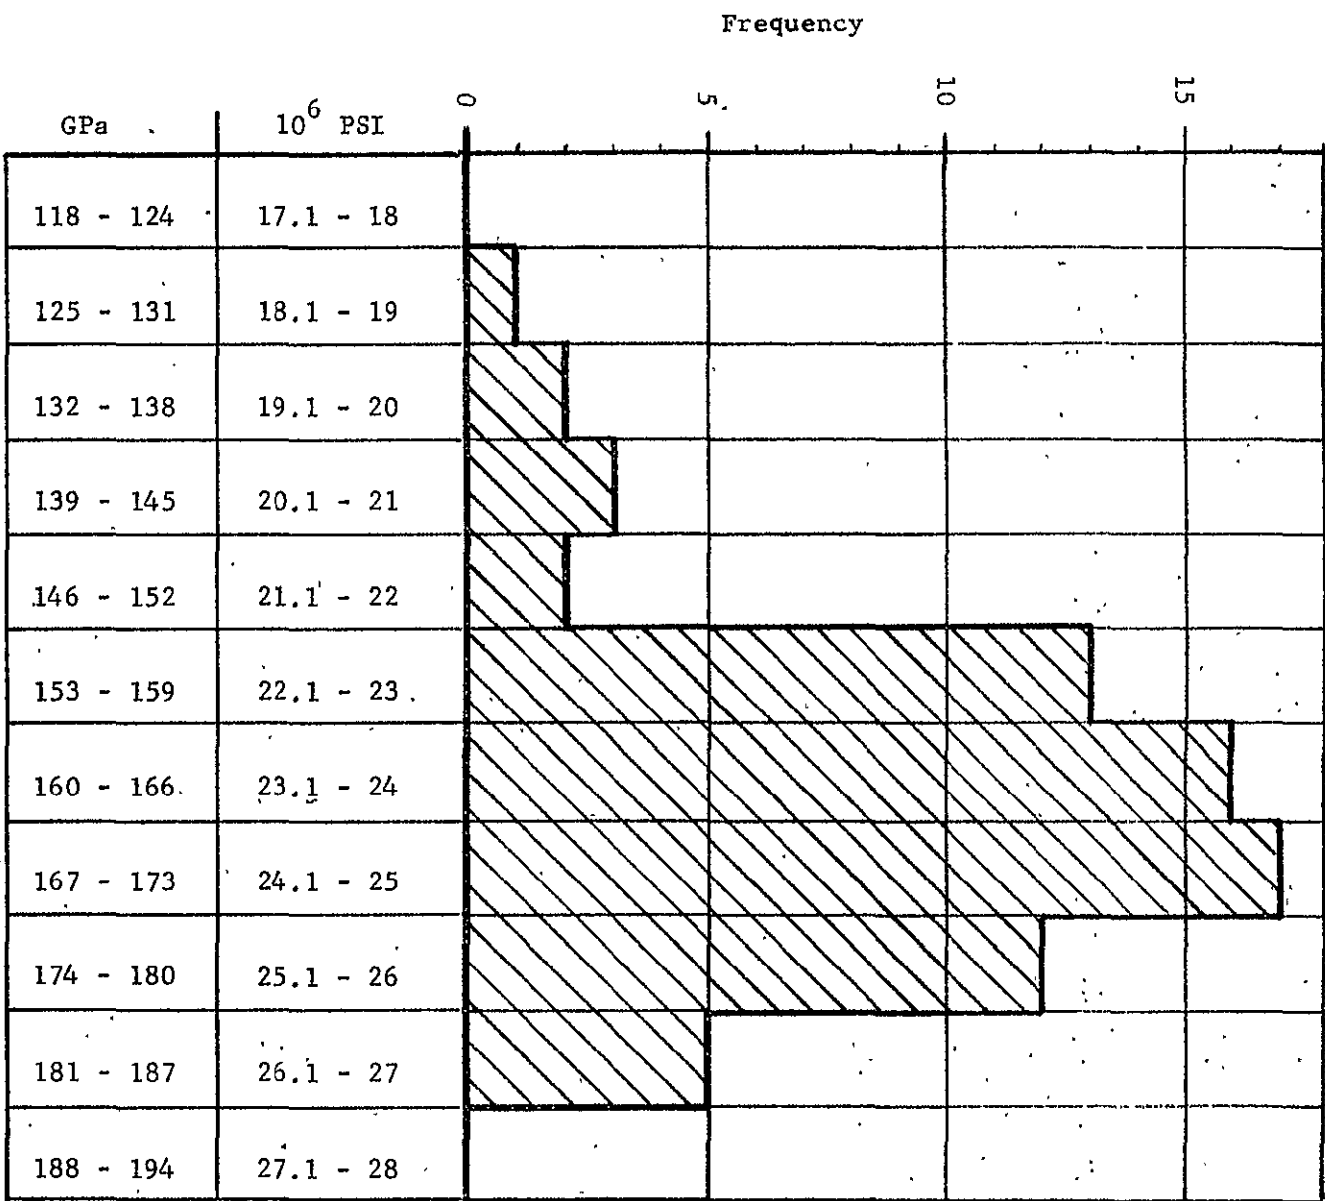 Frequency
0 5 10 15
GPa 10^6 PSI
118 - 124 17.1 - 18
125 - 131 18.1 - 19
132 - 138 19.1 - 20
139 - 145 20.1 - 21
146 - 152 21.1 - 22
153 - 159 22.1 - 23
160 - 166 23.1 - 24
167 - 173 24.1 - 25
174 - 180 25.1 - 26
181 - 187 26.1 - 27
188 - 194 27.1 - 28